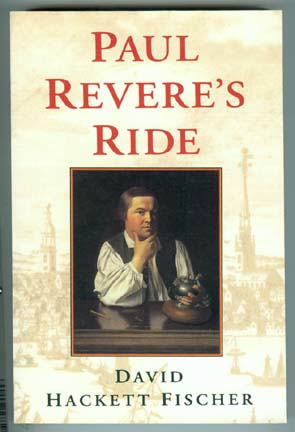 PAUL
REVERE'S
RIDE
DAVID
HACKETT FISCHER